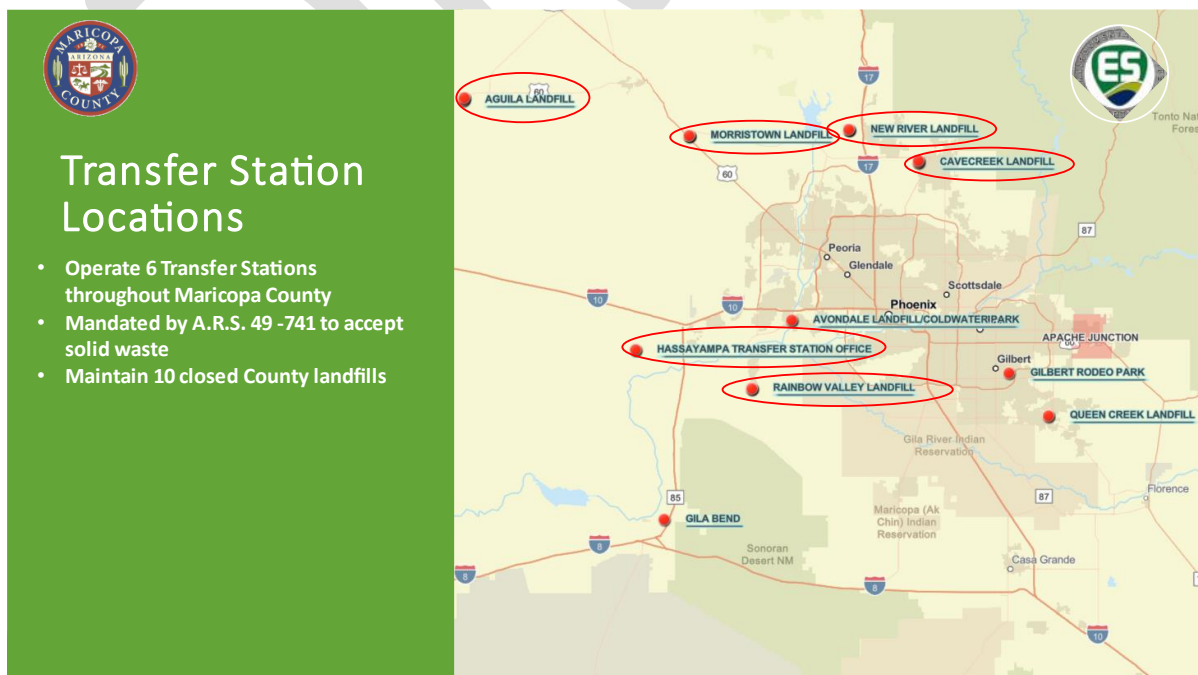 MARICOPA
ARIZONA
COUNTY
Transfer Station
Locations
• Operate 6 Transfer Stations
throughout Maricopa County
• Mandated by A.R.S. 49 -741 to accept
solid waste
• Maintain 10 closed County landfills
ES
17
60
AGUILA LANDFILL
Tonto Nat
Fores
NEW RIVER LANDFILL
MORRISTOWN LANDFILL
CAVECREEK LANDFILL
17
60
87
Peoria
Glendale
Scottsdale
10
10
Phoenix
AVONDALE LANDFILL/COLDWATERPARK
APACHE JUNCTION
60
HASSAYAMPA TRANSFER STATION OFFICE
Gilbert
GILBERT RODEO PARK
RAINBOW VALLEY LANDFILL
QUEEN CREEK LANDFILL
Gila River Indian
Reservation
Florence
85
87
Maricopa (Ak
Chin) Indian
Reservation
GILA BEND
8
Sonoran
Desert NM
Casa Grande
8
8
10